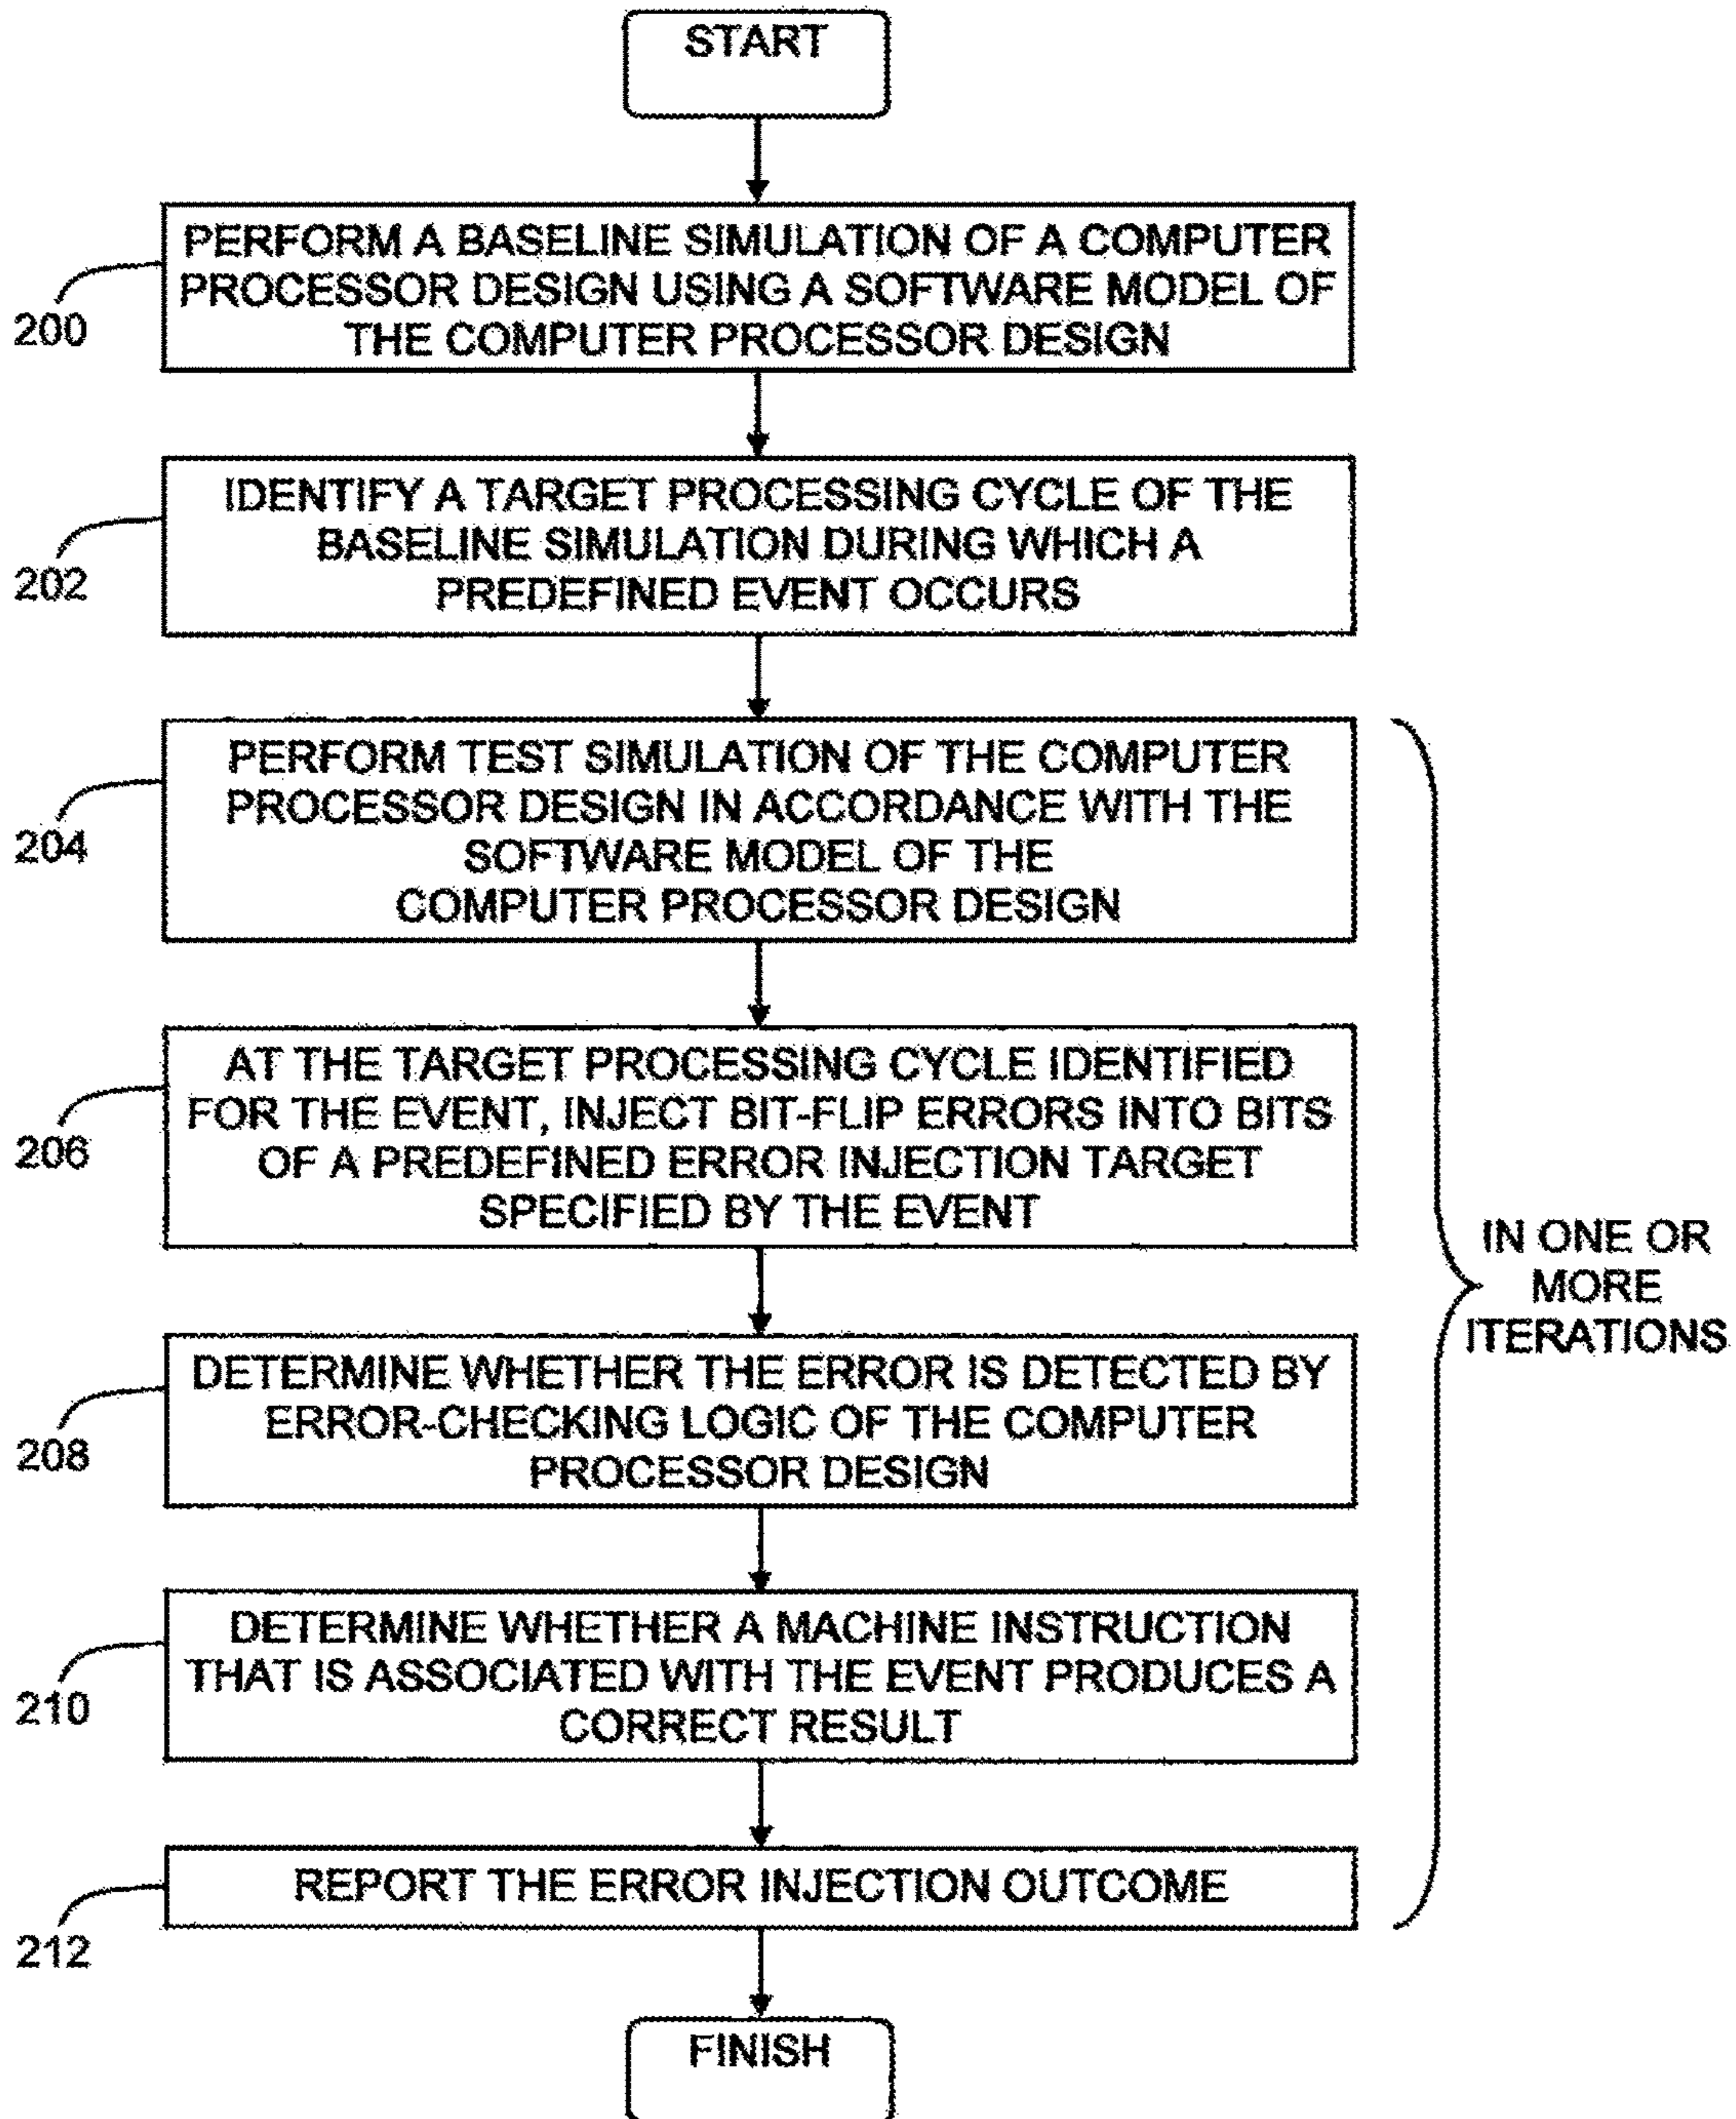 START
PERFORM A BASELINE SIMULATION OF A COMPUTER
PROCESSOR DESIGN USING A SOFTWARE MODEL OF
THE COMPUTER PROCESSOR DESIGN
200
IDENTIFY A TARGET PROCESSING CYCLE OF THE
BASELINE SIMULATION DURING WHICH A
PREDEFINED EVENT OCCURS
202
PERFORM TEST SIMULATION OF THE COMPUTER
PROCESSOR DESIGN IN ACCORDANCE WITH THE
SOFTWARE MODEL OF THE
COMPUTER PROCESSOR DESIGN
204
AT THE TARGET PROCESSING CYCLE IDENTIFIED
FOR THE EVENT, INJECT BIT-FLIP ERRORS INTO BITS
OF A PREDEFINED ERROR INJECTION TARGET
SPECIFIED BY THE EVENT
206
IN ONE OR
MORE
ITERATIONS
DETERMINE WHETHER THE ERROR IS DETECTED BY
ERROR-CHECKING LOGIC OF THE COMPUTER
PROCESSOR DESIGN
208
DETERMINE WHETHER A MACHINE INSTRUCTION
THAT IS ASSOCIATED WITH THE EVENT PRODUCES A
CORRECT RESULT
210
REPORT THE ERROR INJECTION OUTCOME
212
FINISH